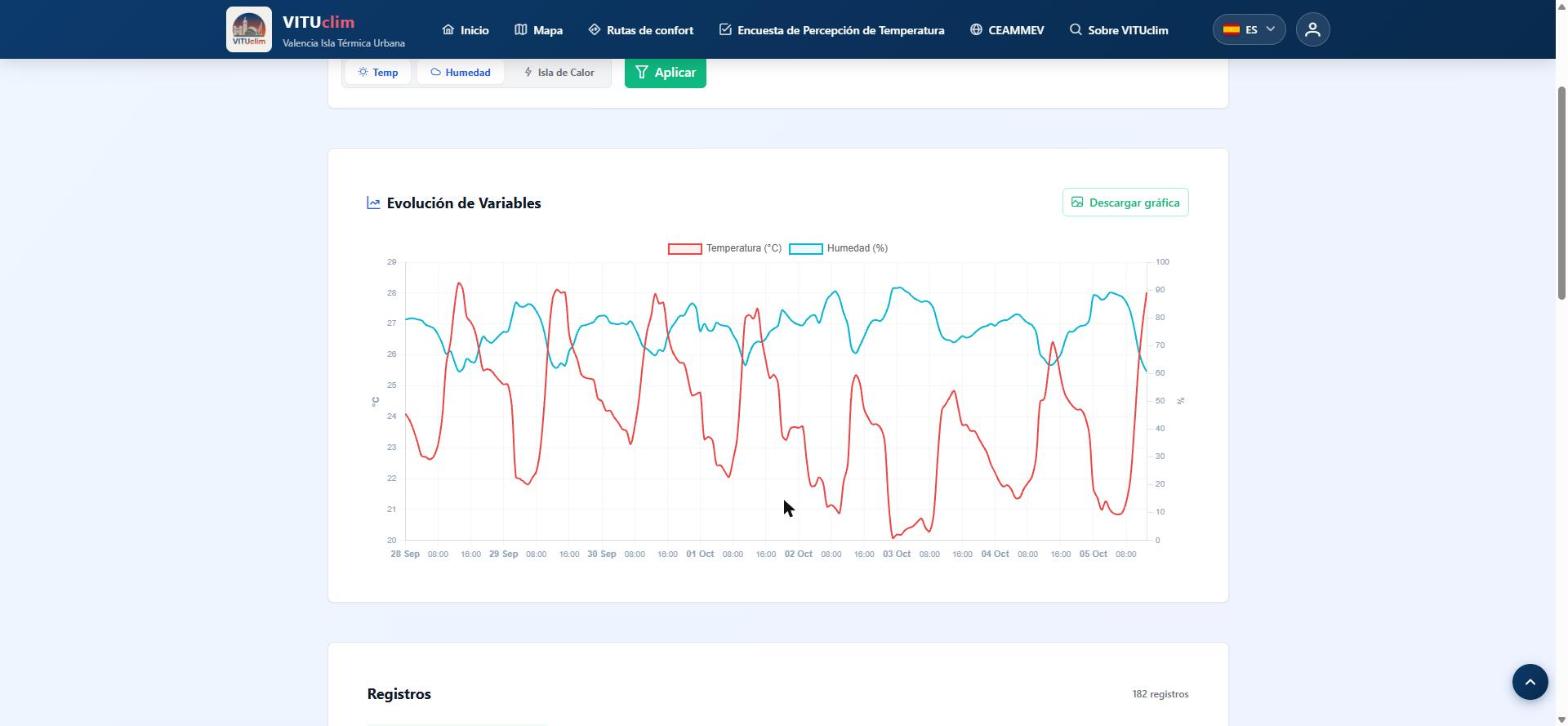 VITUclim
Valencia Isla Térmica Urbana
VITUclim
Inicio
Mapa
Rutas de confort
Encuesta de Percepción de Temperatura
CEAMMEV
Sobre VITUclim
ES
Temp
Humedad
Isla de Calor
Aplicar
Evolución de Variables
Descargar gráfica
Temperatura (°C)
Humedad (%)
29
28
27
26
25
24
23
22
21
20
°C
100
90
80
70
60
50
40
30
20
10
0
%
28 Sep 08:00 16:00 29 Sep 08:00 16:00 30 Sep 08:00 16:00 01 Oct 08:00 16:00 02 Oct 08:00 16:00 03 Oct 08:00 16:00 04 Oct 08:00 16:00 05 Oct 08:00
Registros
182 registros